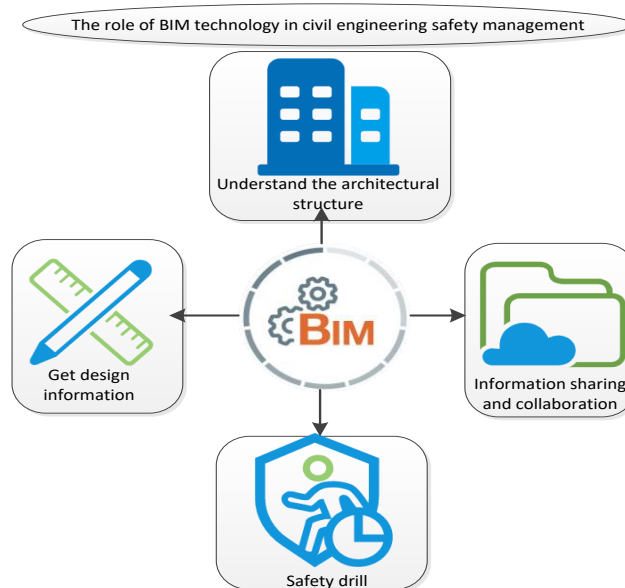 The role of BIM technology in civil engineering safety management
Understand the architectural
structure
BIM
Get design
information
Information sharing
and collaboration
Safety drill